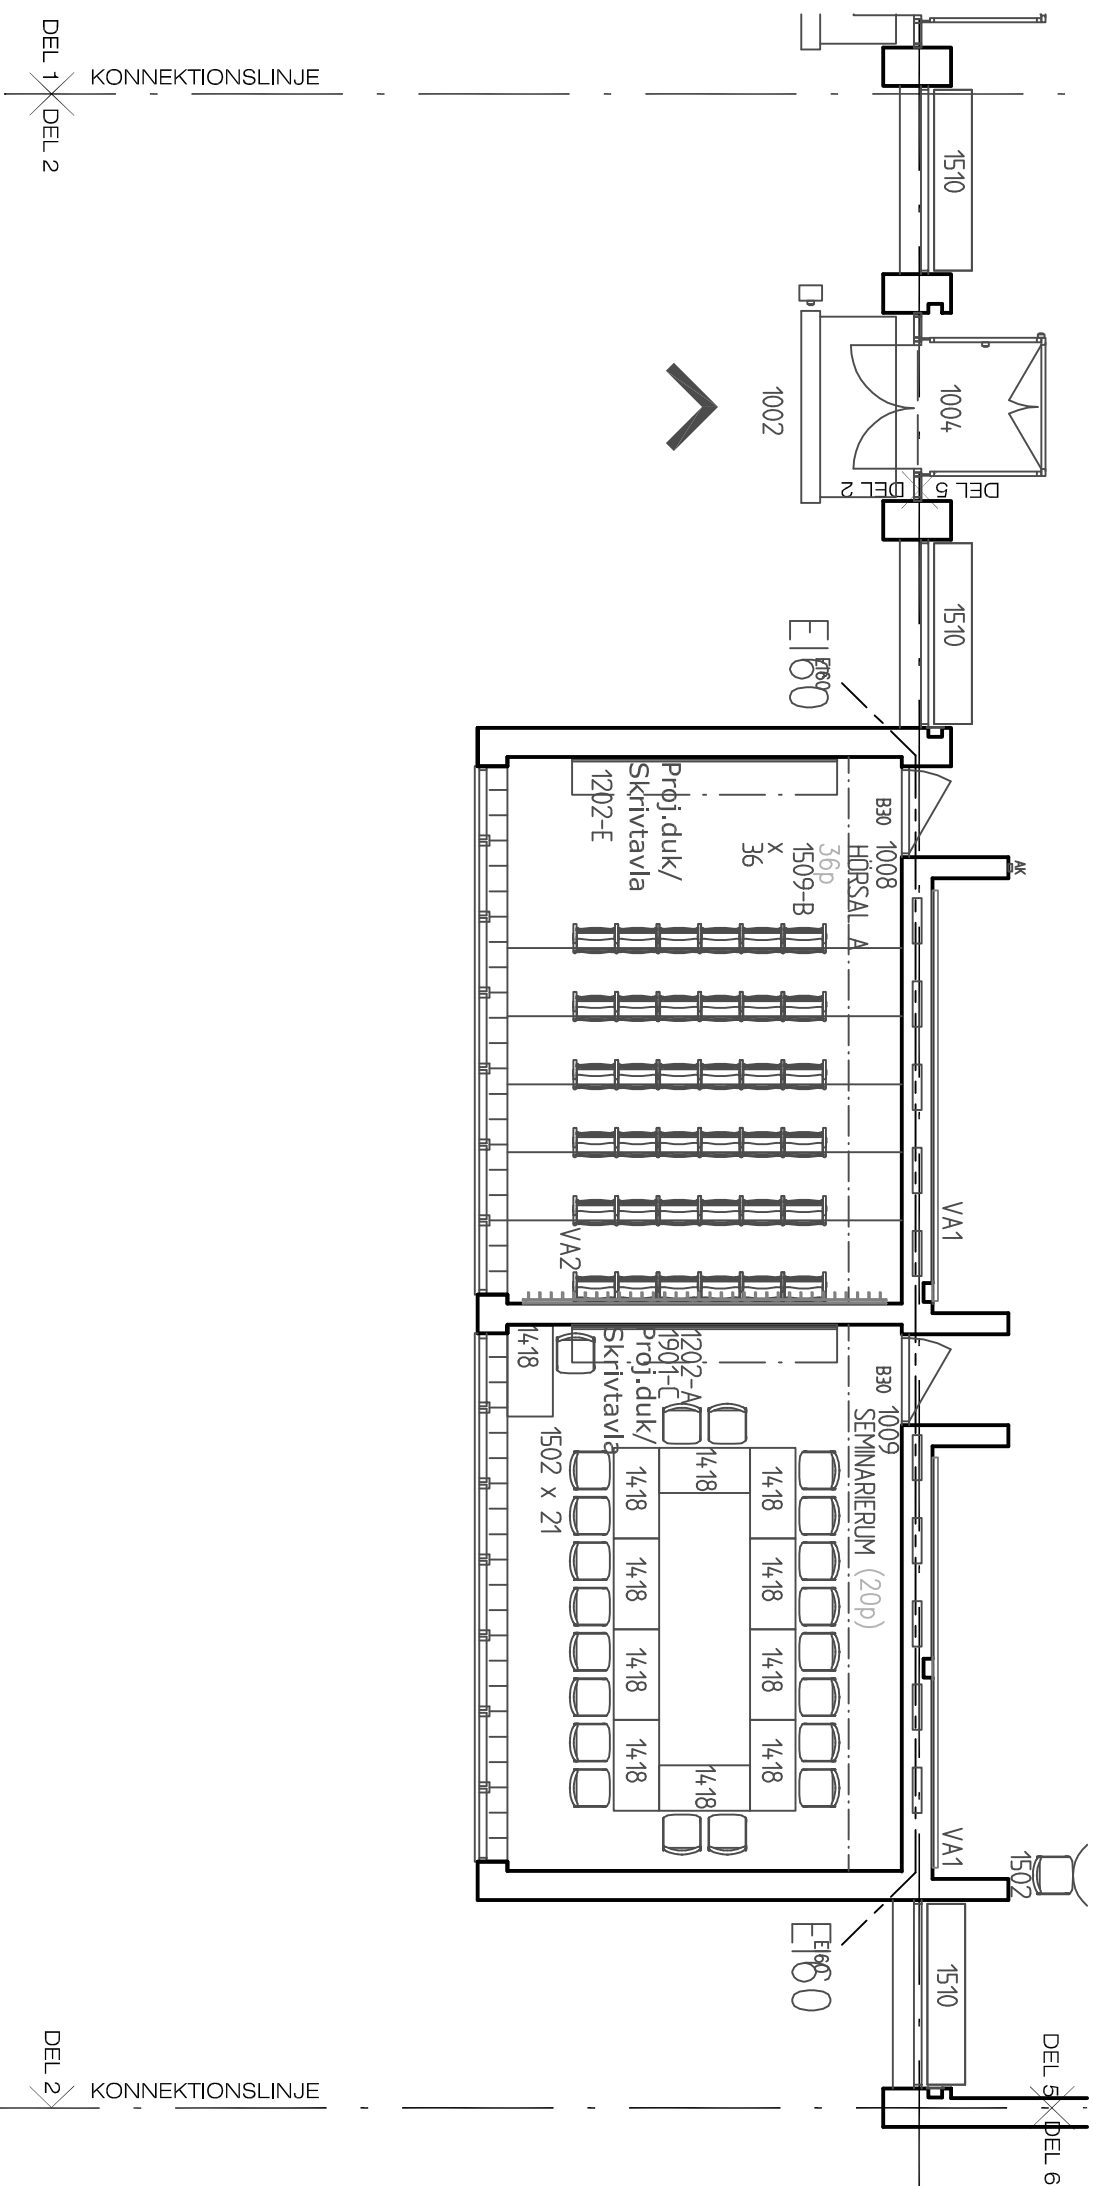 DEL 1
DEL 2
KONNEKTIONSLINJE
1510
1002
1004
DEL 2
DEL 5
1510
EI60
EI60
Proj.duk/
Skrivtavla
1202-E
B30
1008
HÖRSAL A
36p
1509-B
x
36
AK
VA1
VA2
1418
Proj.duk/
Skrivtavla
1202-A
1901-C
B30
1009
SEMINARIERUM (20p)
1502 x 21
1418
1418
1418
1418
1418
1418
1418
1418
1418
1418
VA1
1502
EI60
EI60
1510
DEL 2
KONNEKTIONSLINJE
DEL 5
DEL 6